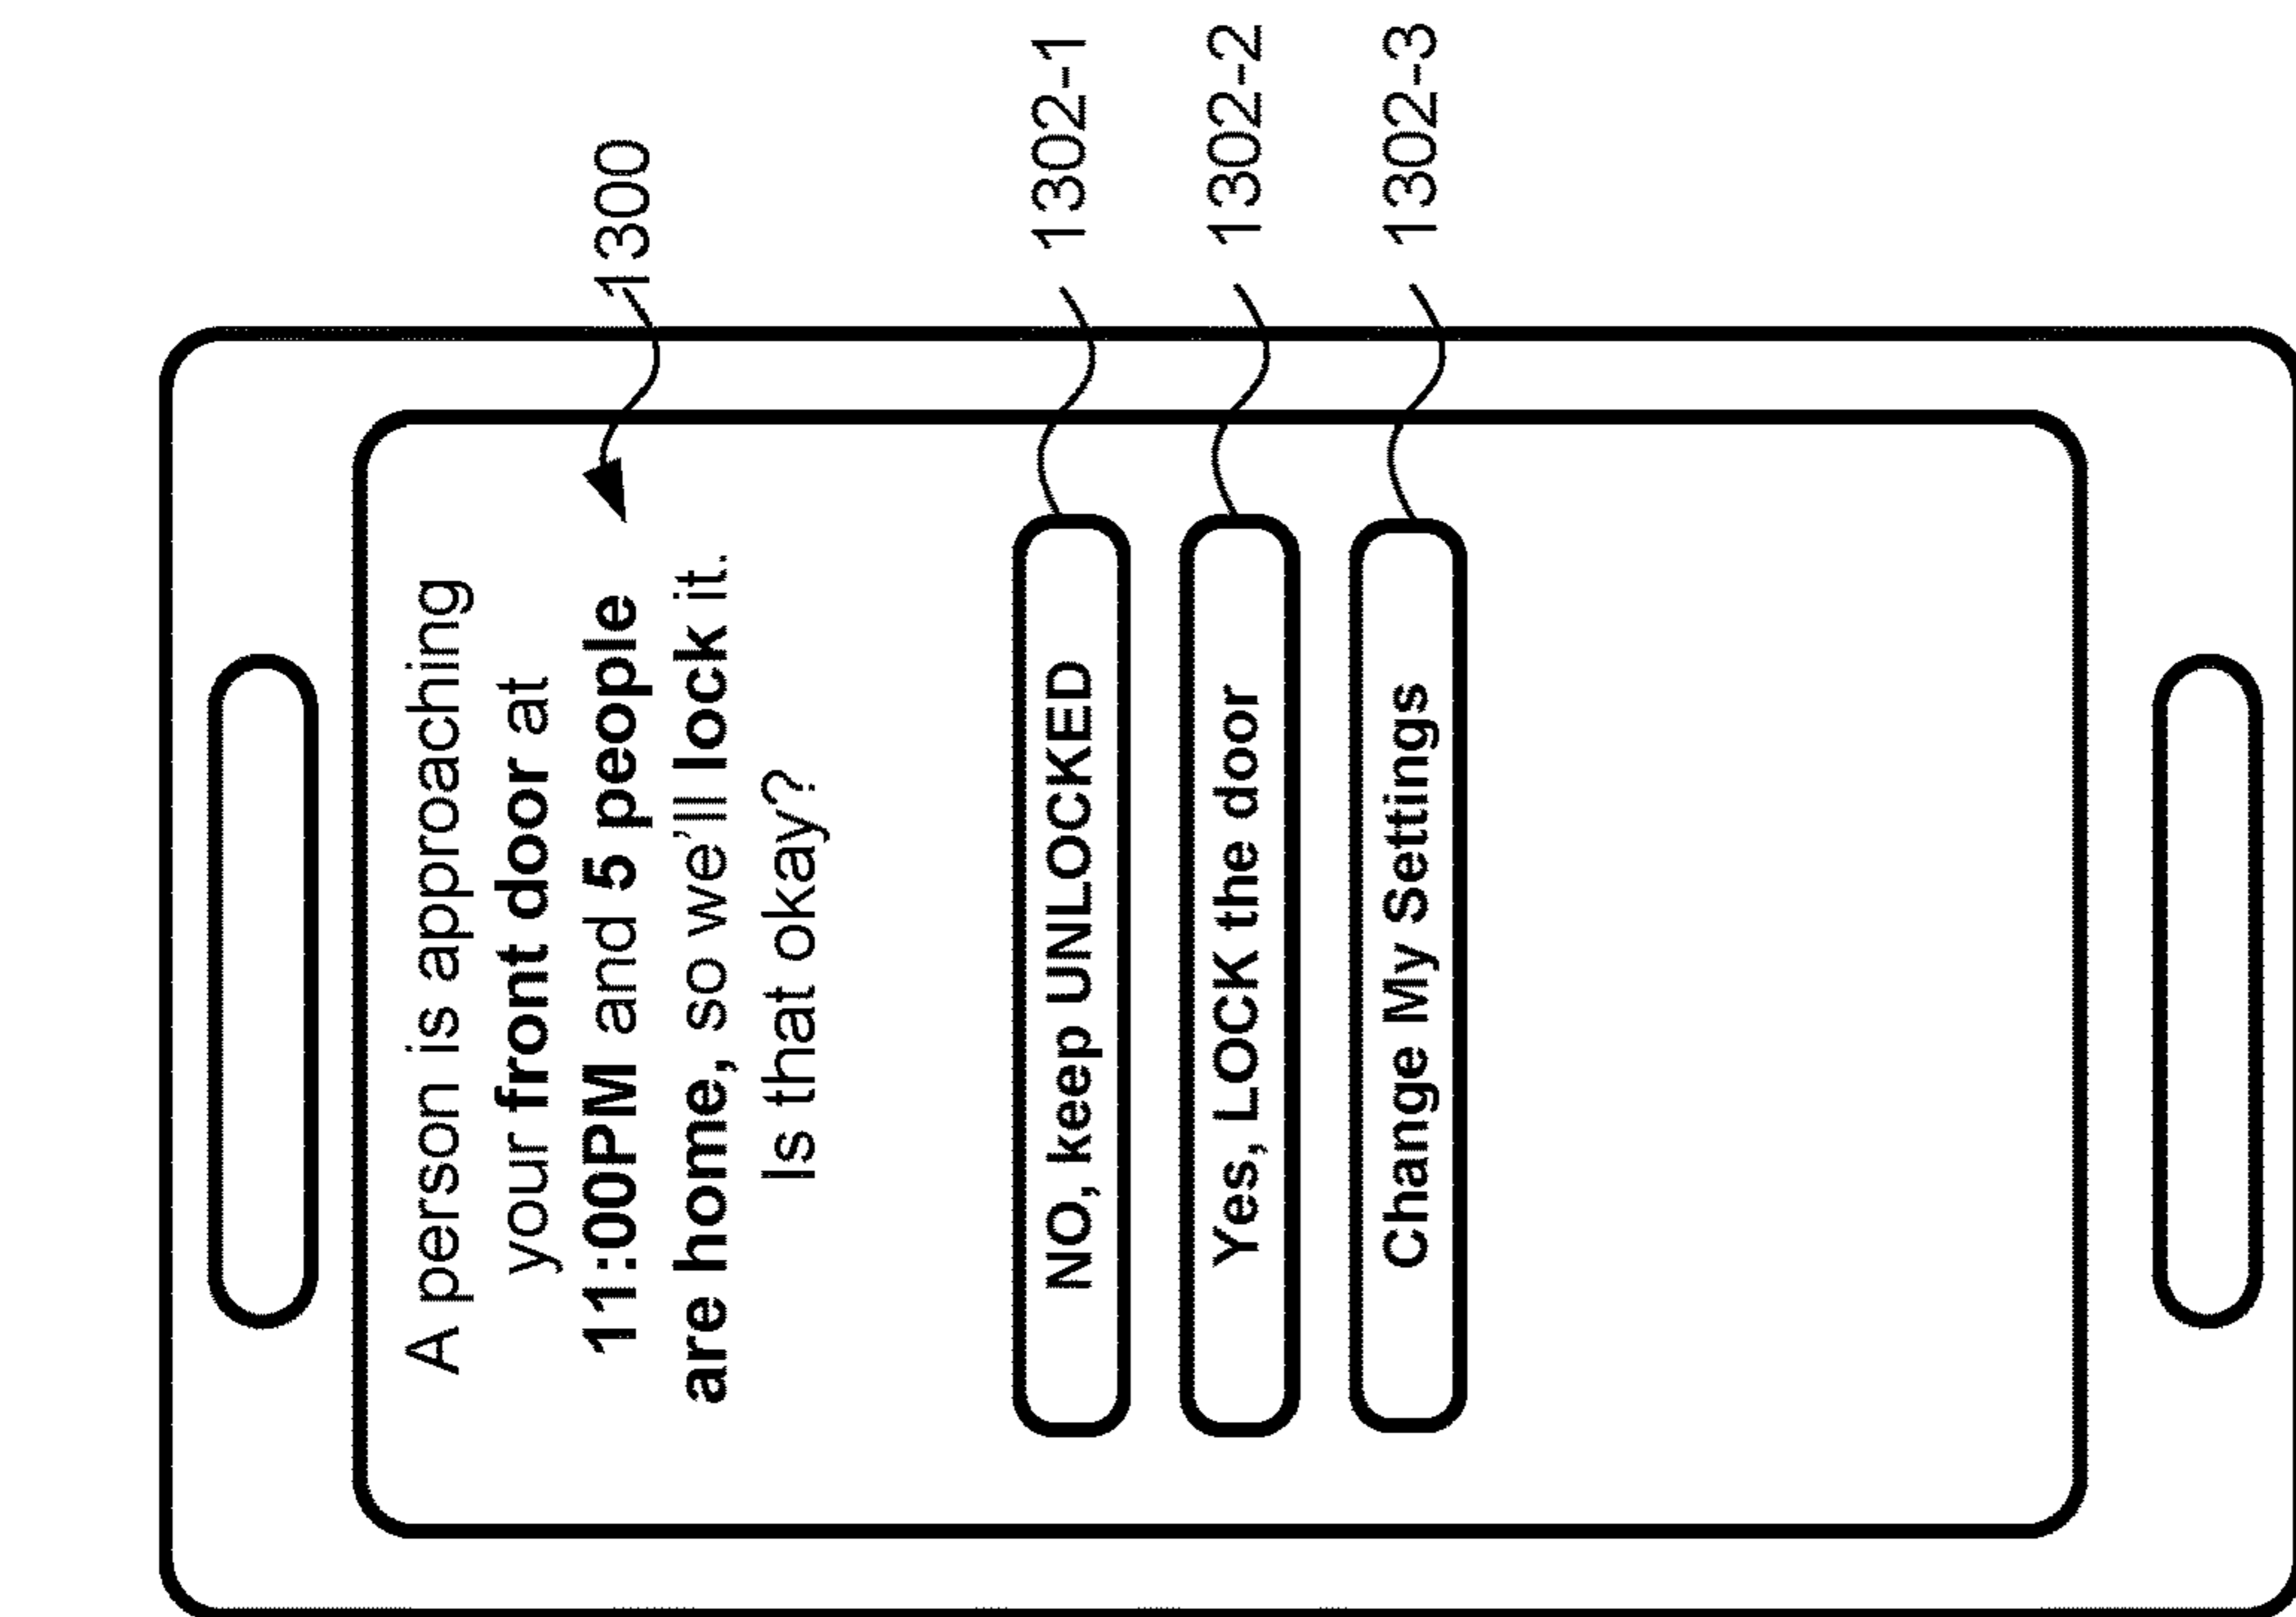 A person is approaching
your front door at
11:00PM and 5 people
are home, so we'll lock it.
Is that okay?
1300
NO, keep UNLOCKED
1302-1
Yes, LOCK the door
1302-2
Change My Settings
1302-3